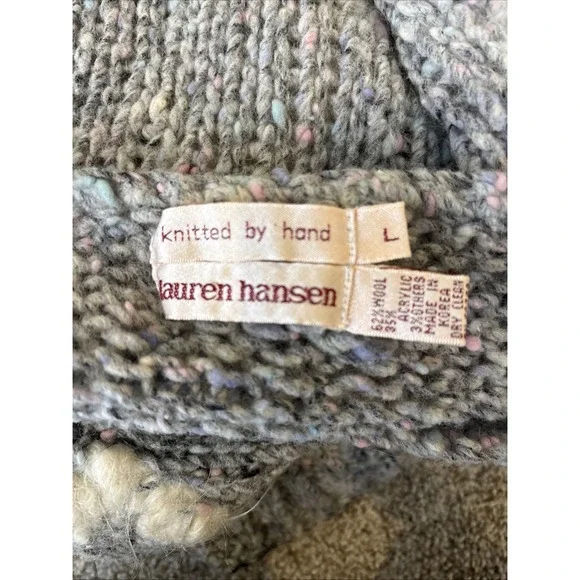 knitted by hand
L
lauren hansen
62% WOOL
35%
ACRYLIC
3% OTHERS
MADE IN
KOREA
DRY CLEAN